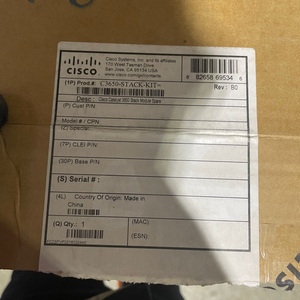 CISCO
Cisco Systems, Inc. and its affiliates
170 West Tasman Drive
San Jose, CA 95134 USA
www.cisco.com/go/contacts
8 82658 69534 6
(1P) Prod.#: C3650-STACK-KIT=
Rev: B0
Desc: Cisco Catalyst 3650 Stack Module Spare
(P) Cust P/N
Model # / CPN:
(Z) Special:
(7P) CLEI P/N
(30P) Base P/N
(S) Serial #:
(4L) Country Of Origin: Made in
China
(Q) Qty.: 1
(MAC):
(ESN):